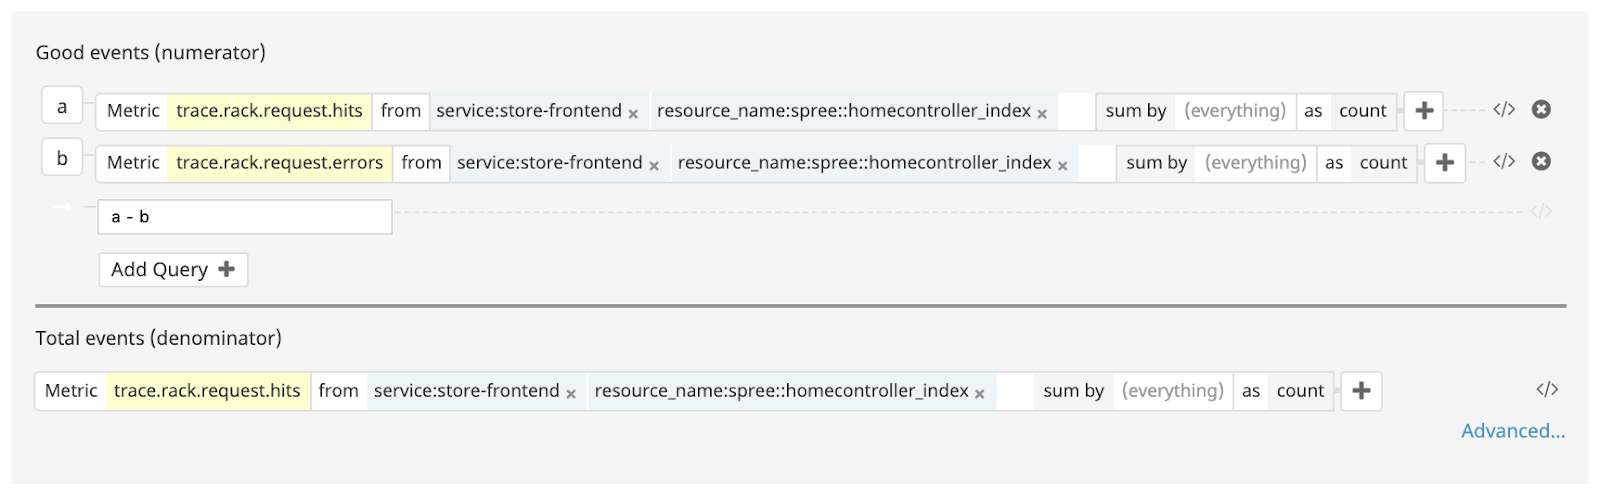 Good events (numerator)
a Metric trace.rack.request.hits from service:store-frontend × resource_name:spree::homecontroller_index × sum by (everything) as count + </>
b Metric trace.rack.request.errors from service:store-frontend × resource_name:spree::homecontroller_index × sum by (everything) as count + </>
→ a - b </>
Add Query +
Total events (denominator)
Metric trace.rack.request.hits from service:store-frontend × resource_name:spree::homecontroller_index × sum by (everything) as count + </>
Advanced...